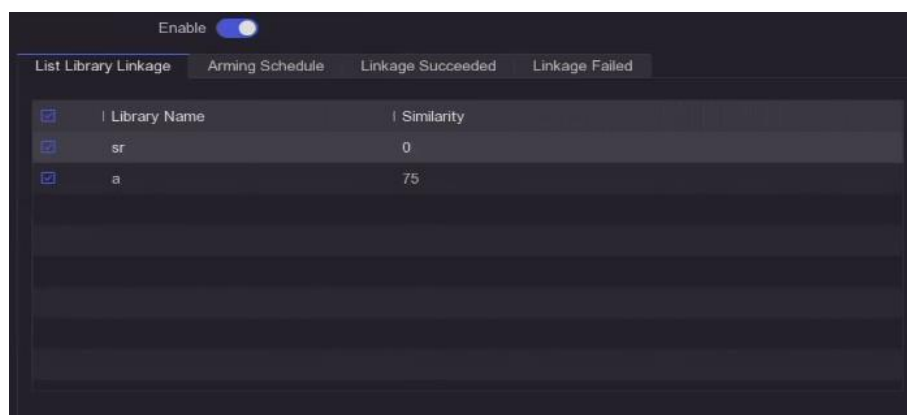 Enable
List Library Linkage Arming Schedule Linkage Succeeded Linkage Failed
Library Name Similarity
sr 0
a 75